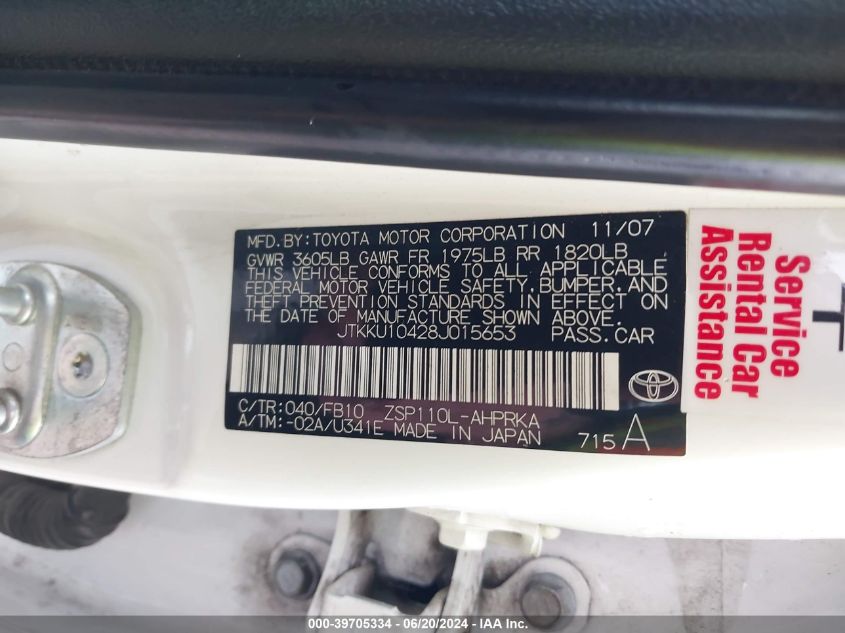 MFD. BY: TOYOTA MOTOR CORPORATION 11/07
GVWR 3605LB GAWR FR 1975LB RR 1820LB
THIS VEHICLE CONFORMS TO ALL APPLICABLE
FEDERAL MOTOR VEHICLE SAFETY, BUMPER, AND
THEFT PREVENTION STANDARDS IN EFFECT ON
THE DATE OF MANUFACTURE SHOWN ABOVE.
JTKKU10428J015653 PASS. CAR
C/TR: 040/FB10 ZSP110L-AHPRKA
A/TM: -02A/U341E MADE IN JAPAN
715 A
Service
Rental Car
Assistance
000-39705334 - 06/20/2024 - IAA Inc.